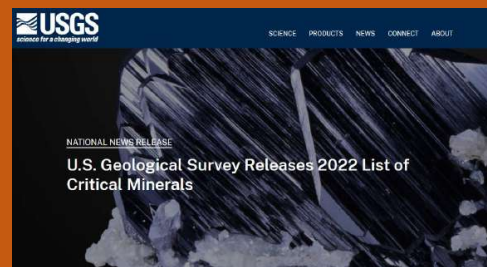 USGS
science for a changing world
SCIENCE PRODUCTS NEWS CONNECT ABOUT
NATIONAL NEWS RELEASE
U.S. Geological Survey Releases 2022 List of
Critical Minerals